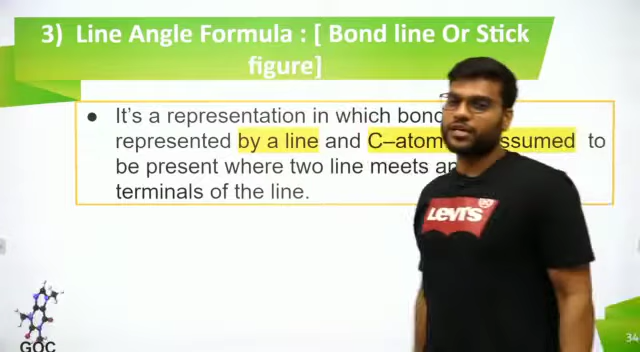 3) Line Angle Formula : [ Bond line Or Stick
figure]
● It's a representation in which bond
represented by a line and C–atom ssumed to
be present where two line meets an
terminals of the line.
LEVI'S
GOC
34